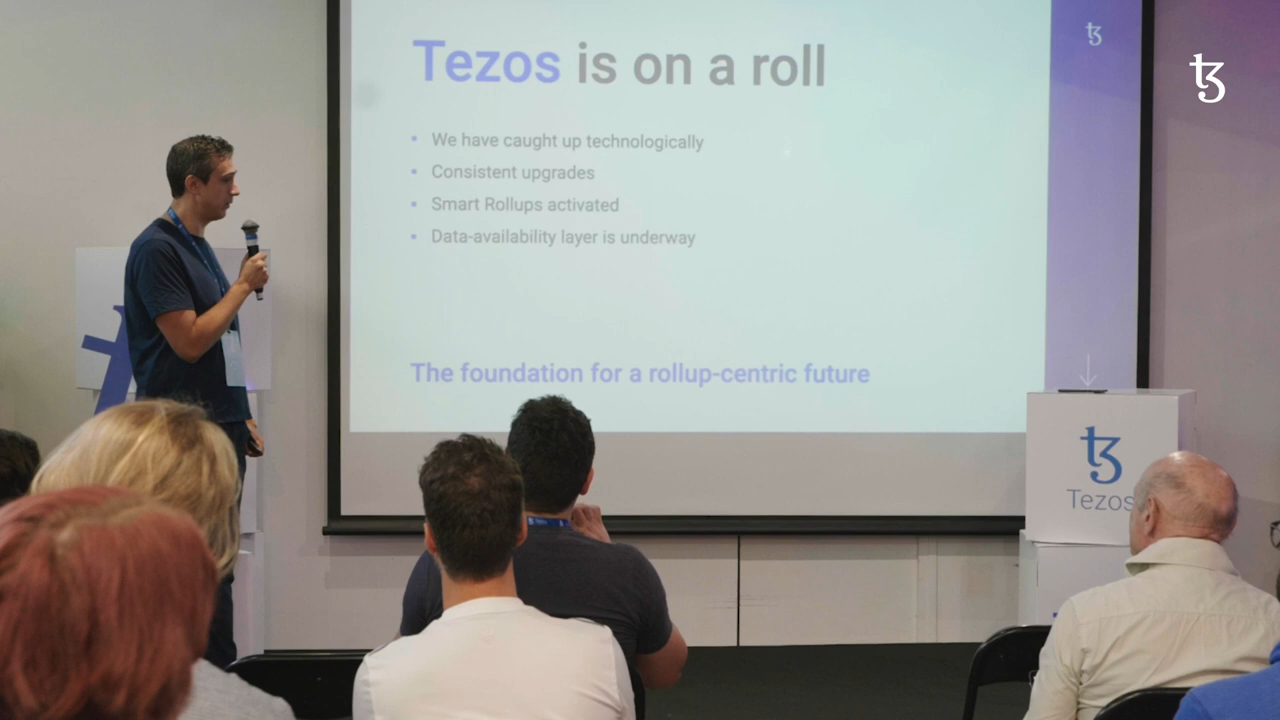 Tezos is on a roll
We have caught up technologically
Consistent upgrades
Smart Rollups activated
Data-availability layer is underway
The foundation for a rollup-centric future
Tezos